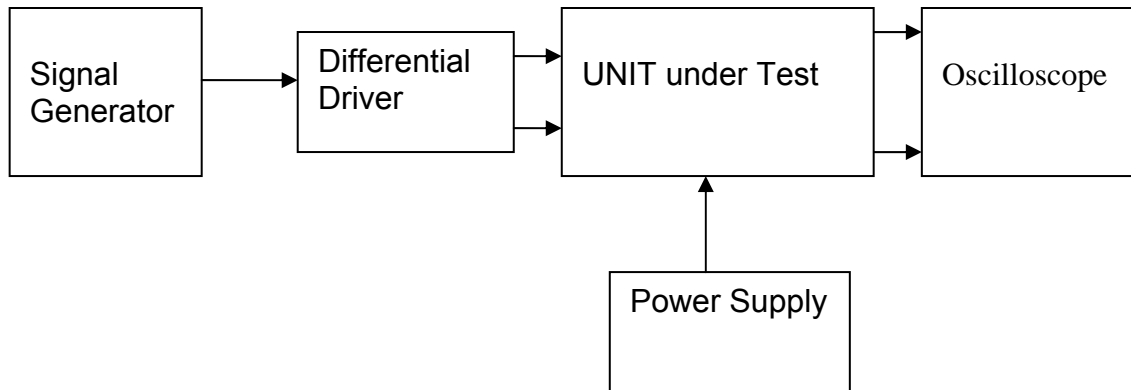 Signal
Generator
Differential
Driver
UNIT under Test
Oscilloscope
Power Supply